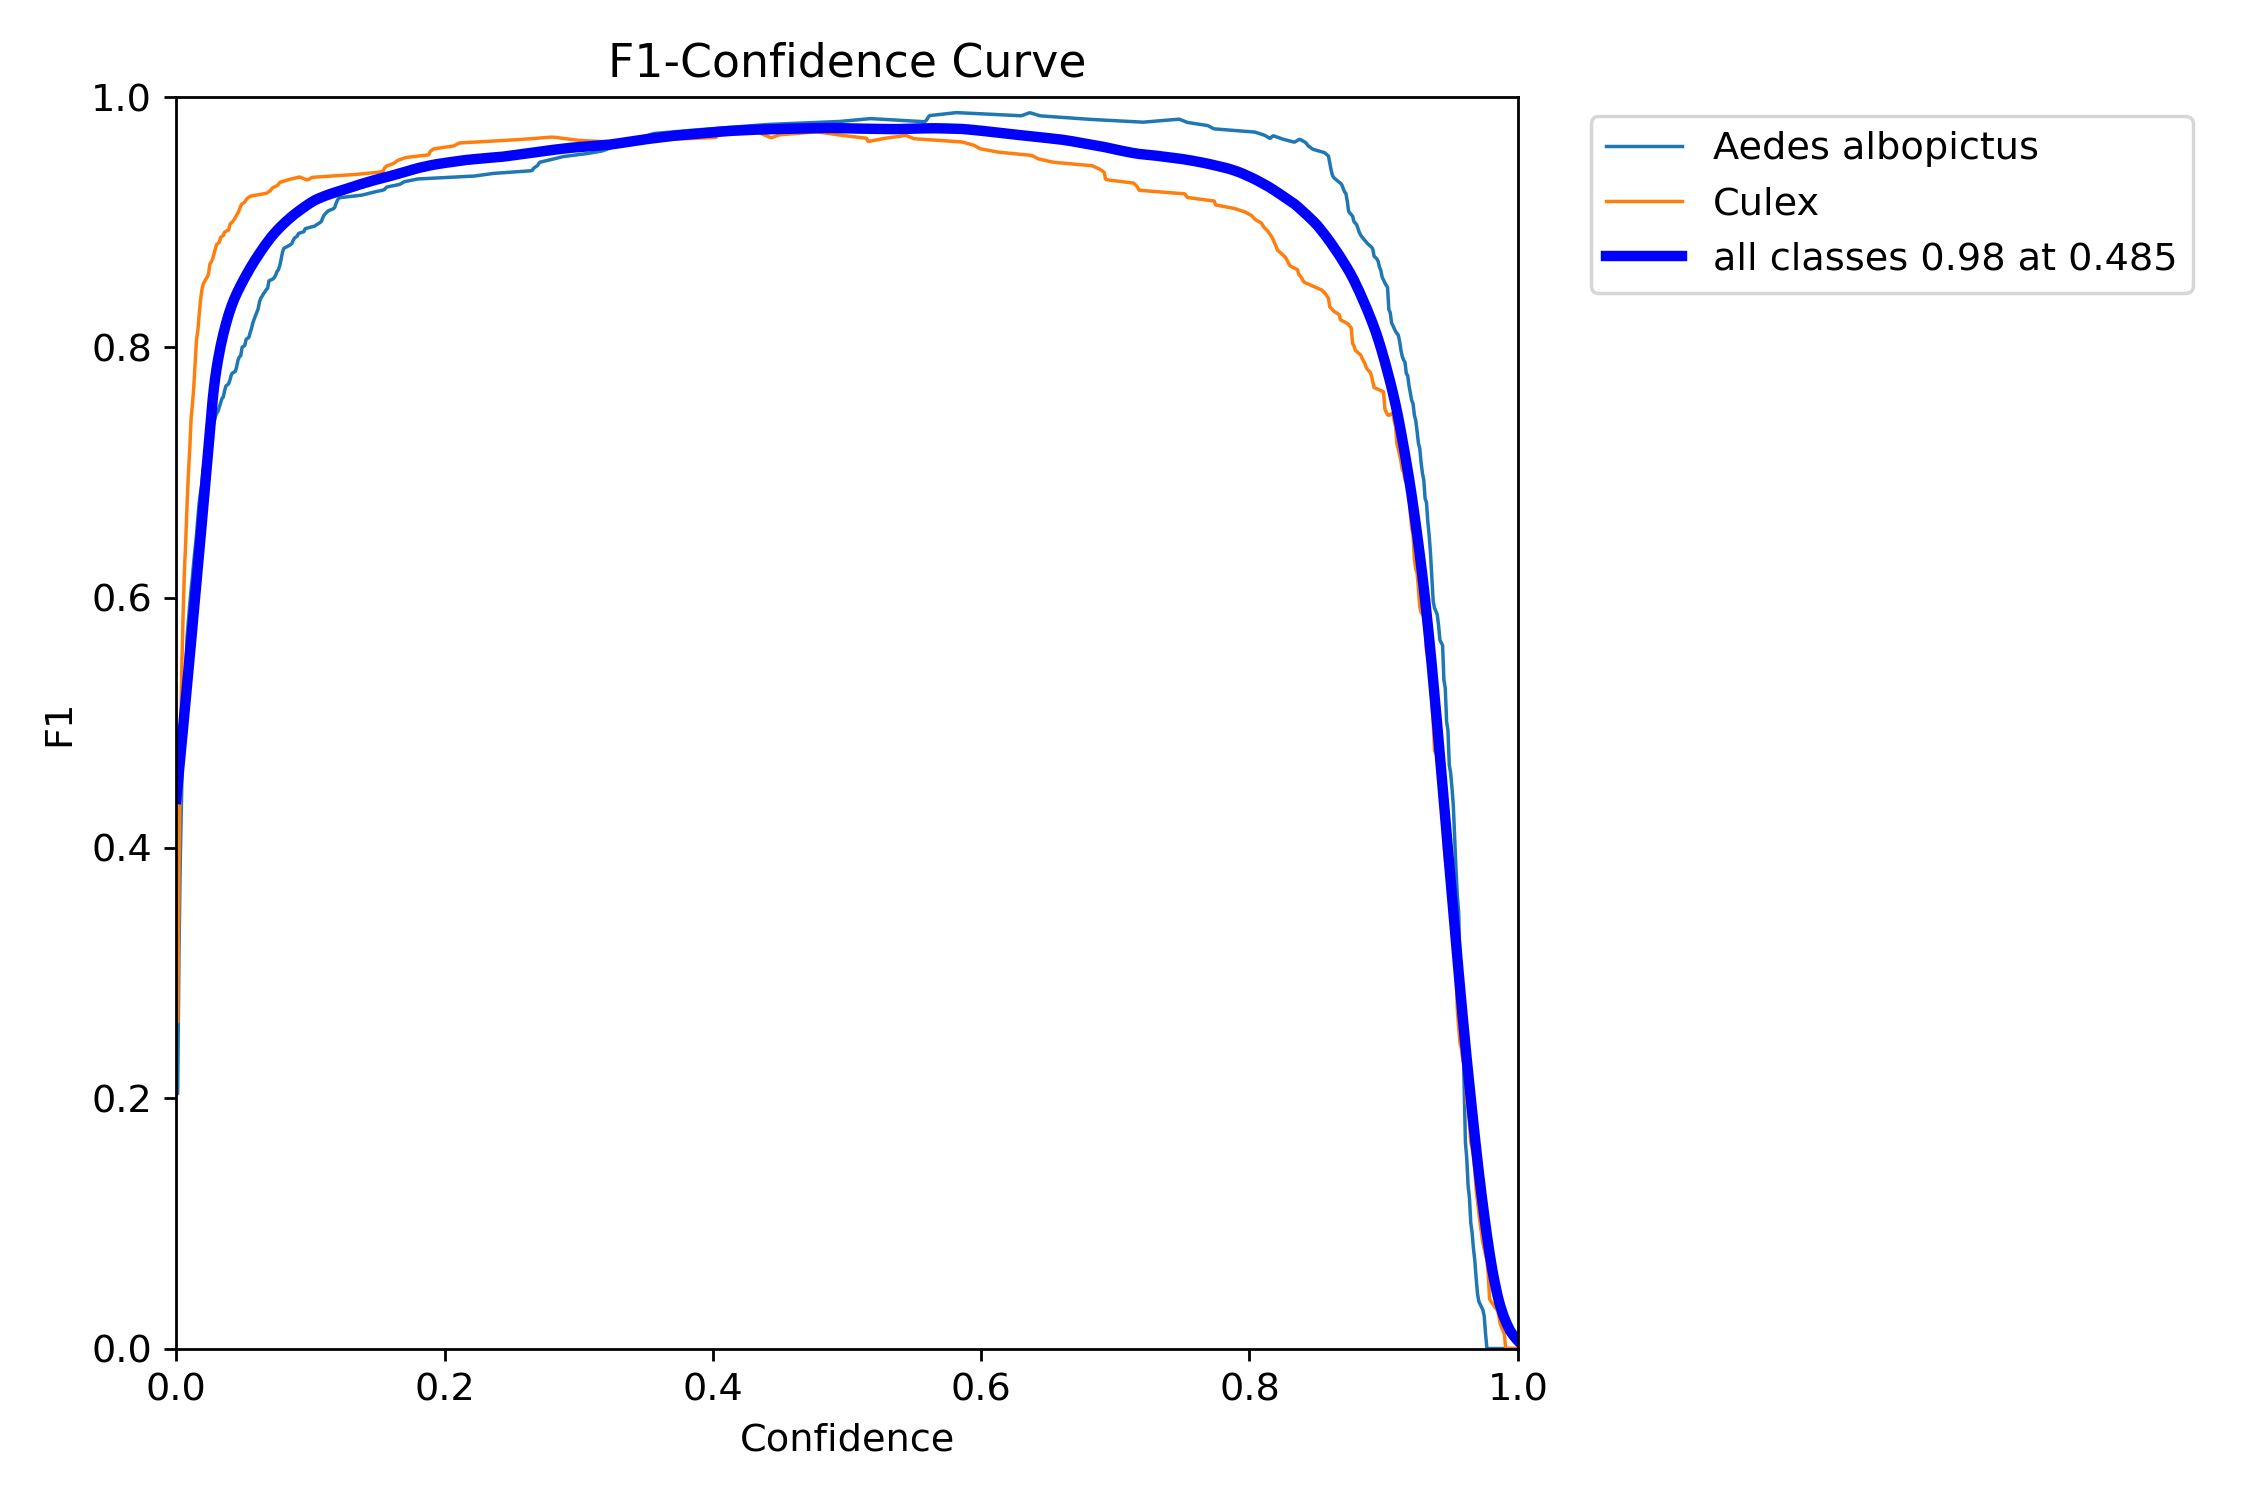 F1-Confidence Curve
1.0
0.8
0.6
0.4
0.2
0.0
F1
0.0 0.2 0.4 0.6 0.8 1.0
Confidence
Aedes albopictus
Culex
all classes 0.98 at 0.485